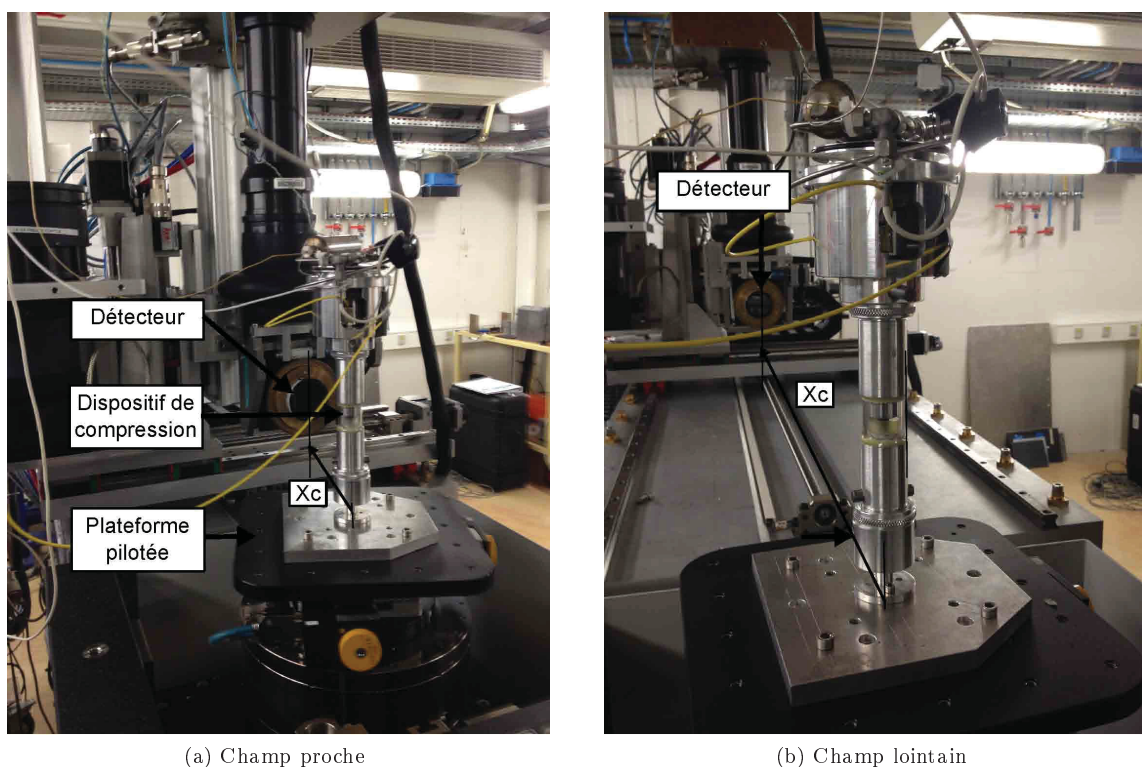 Détecteur
Dispositif de
compression
Xc
Plateforme
pilotée
(a) Champ proche
Détecteur
Xc
(b) Champ lointain